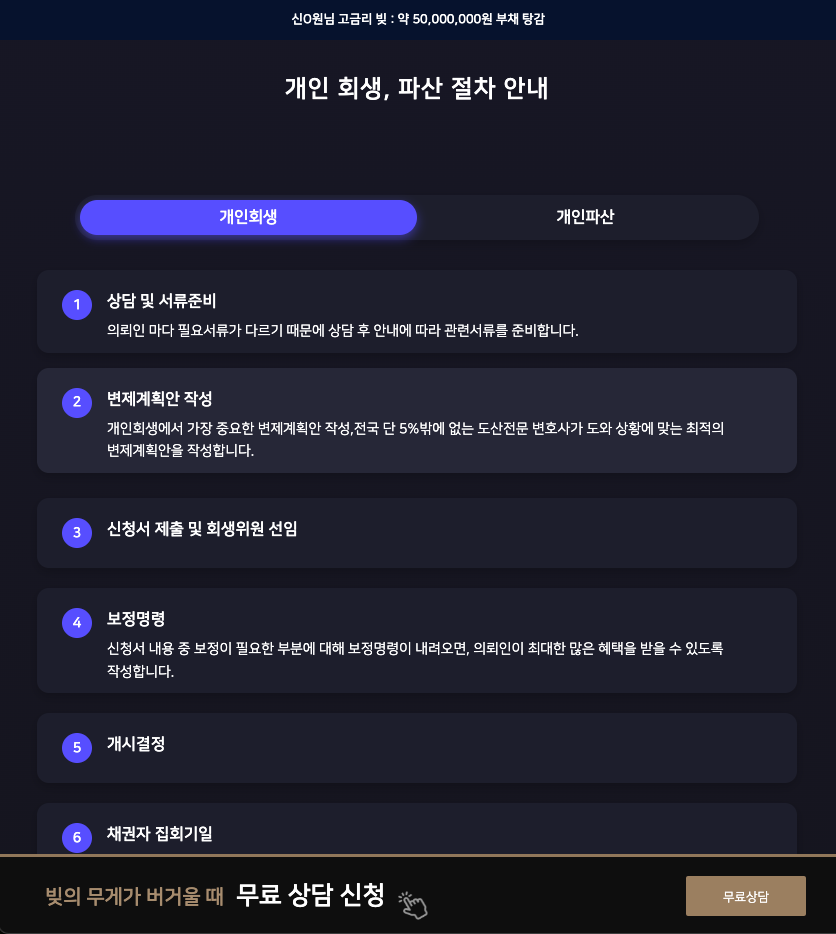 신O원님 고금리 빚 : 약 50,000,000원 부채 탕감
개인 회생, 파산 절차 안내
개인회생
개인파산
1
상담 및 서류준비
의뢰인 마다 필요서류가 다르기 때문에 상담 후 안내에 따라 관련서류를 준비합니다.
2
변제계획안 작성
개인회생에서 가장 중요한 변제계획안 작성,전국 단 5%밖에 없는 도산전문 변호사가 도와 상황에 맞는 최적의
변제계획안을 작성합니다.
3
신청서 제출 및 회생위원 선임
4
보정명령
신청서 내용 중 보정이 필요한 부분에 대해 보정명령이 내려오면, 의뢰인이 최대한 많은 혜택을 받을 수 있도록
작성합니다.
5
개시결정
6
채권자 집회기일
빚의 무게가 버거울 때 무료 상담 신청
무료상담